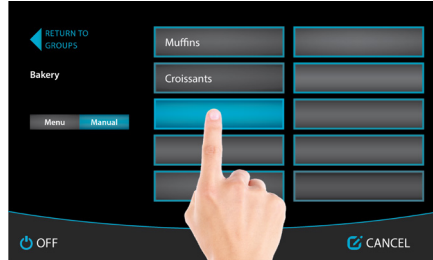 RETURN TO
GROUPS
Muffins
Bakery
Croissants
Menu
Manual
OFF
CANCEL